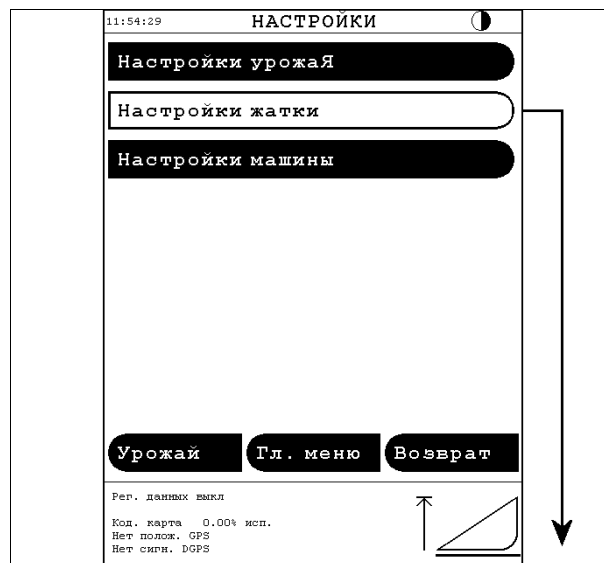 11:54:29 НАСТРОЙКИ
Настройки урожаЯ
Настройки жатки
Настройки машины
Урожай Гл. меню Возврат
Рег. данных выкл
Код. карта 0.00% исп.
Нет полож. GPS
Нет сигн. DGPS